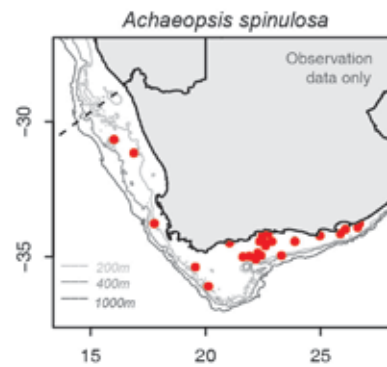 Achaeopsis spinulosa
Observation
data only
−30
−35
200m
400m
1000m
15
20
25